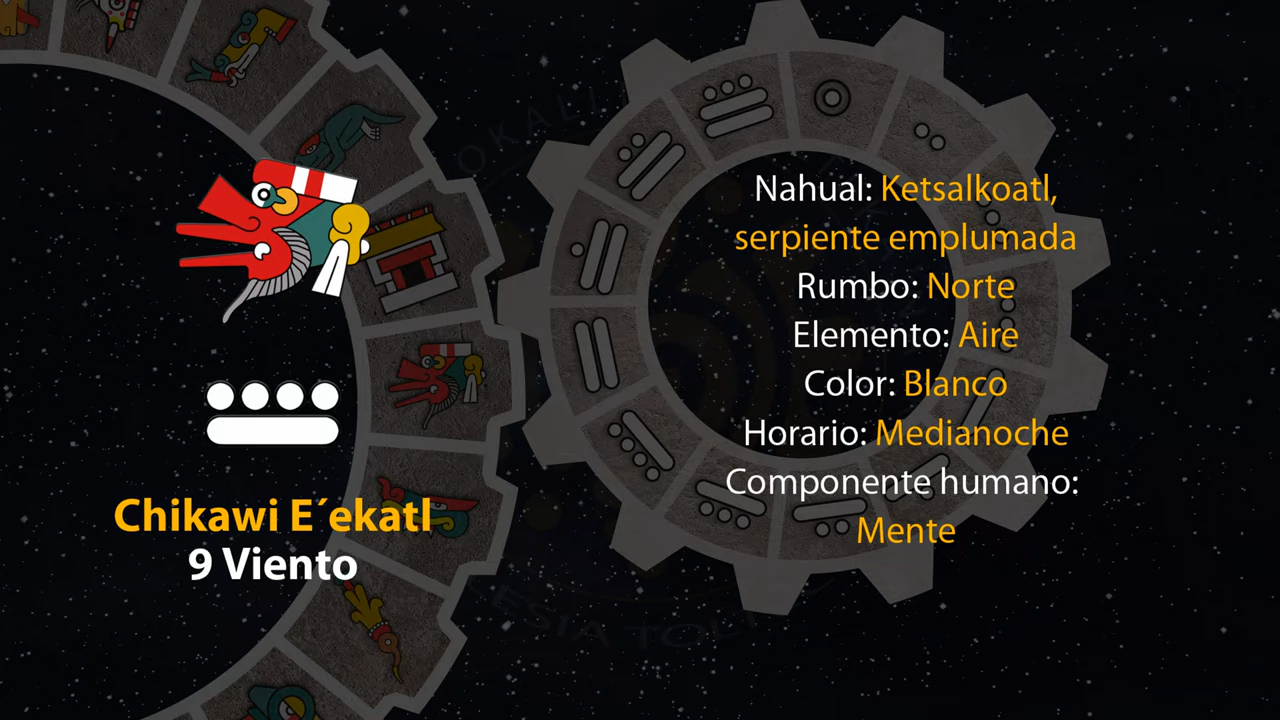 Chikawi E´ekatl
9 Viento
Nahual: Ketsalkoatl,
serpiente emplumada
Rumbo: Norte
Elemento: Aire
Color: Blanco
Horario: Medianoche
Componente humano:
Mente